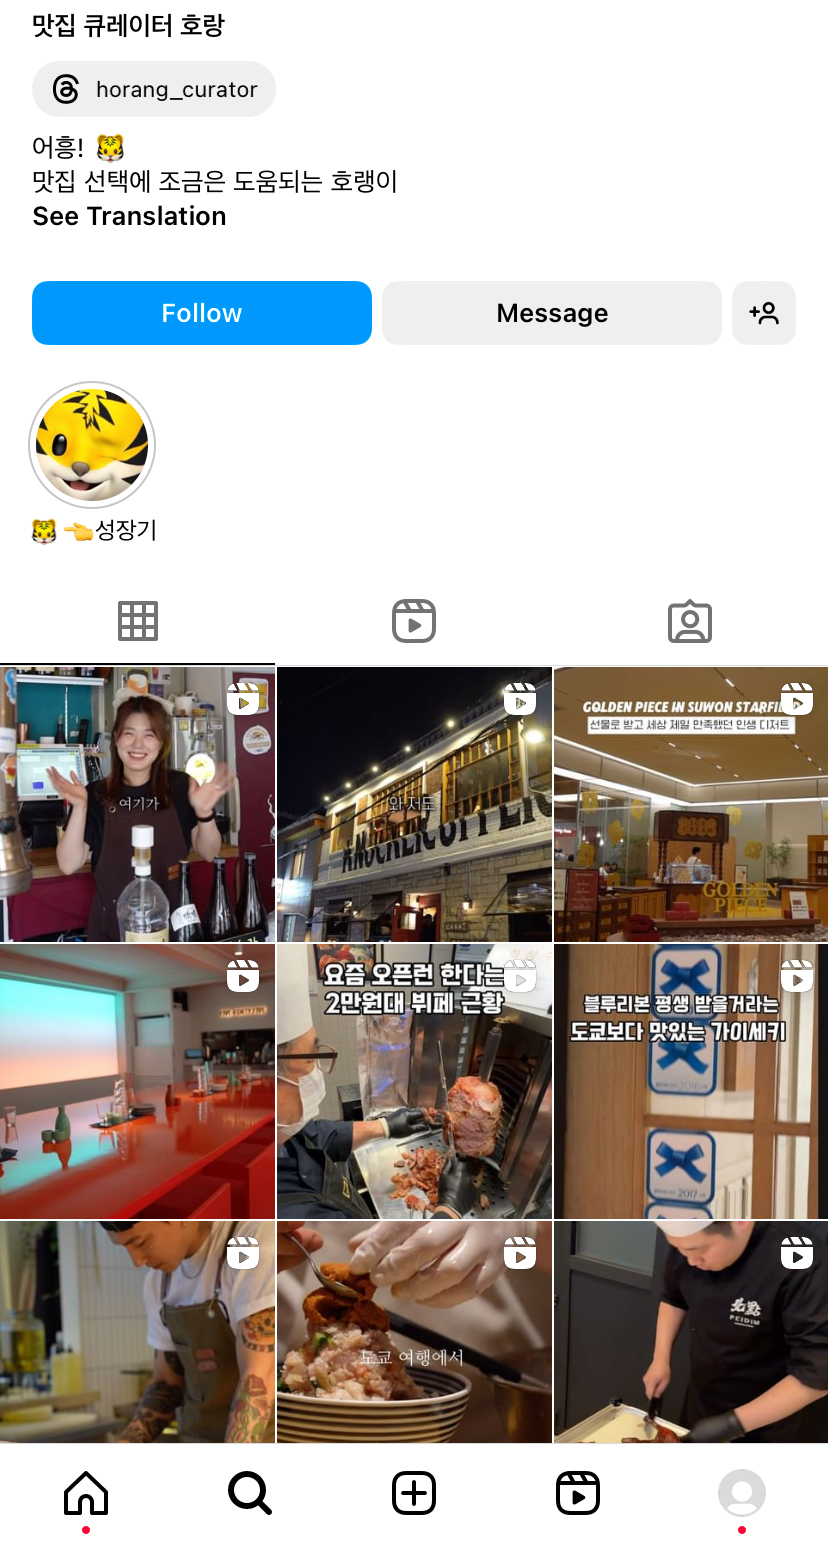 맛집 큐레이터 호랑
horang_curator
어흥! 🐯
맛집 선택에 조금은 도움되는 호랭이
See Translation
Follow
Message
🐯 👈성장기
여기가
와 저도
KNOCKER UPPER
CAVA
GOLDEN PIECE IN SUWON STARFI
선물로 받고 세상 제일 만족했던 인생 디저트
GOLDEN
PIECE
요즘 오픈런 한다는
2만원대 뷔페 근황
블루리본 평생 받을거라는
도쿄보다 맛있는 가이세키
2017
도쿄 여행에서
PEIDIM